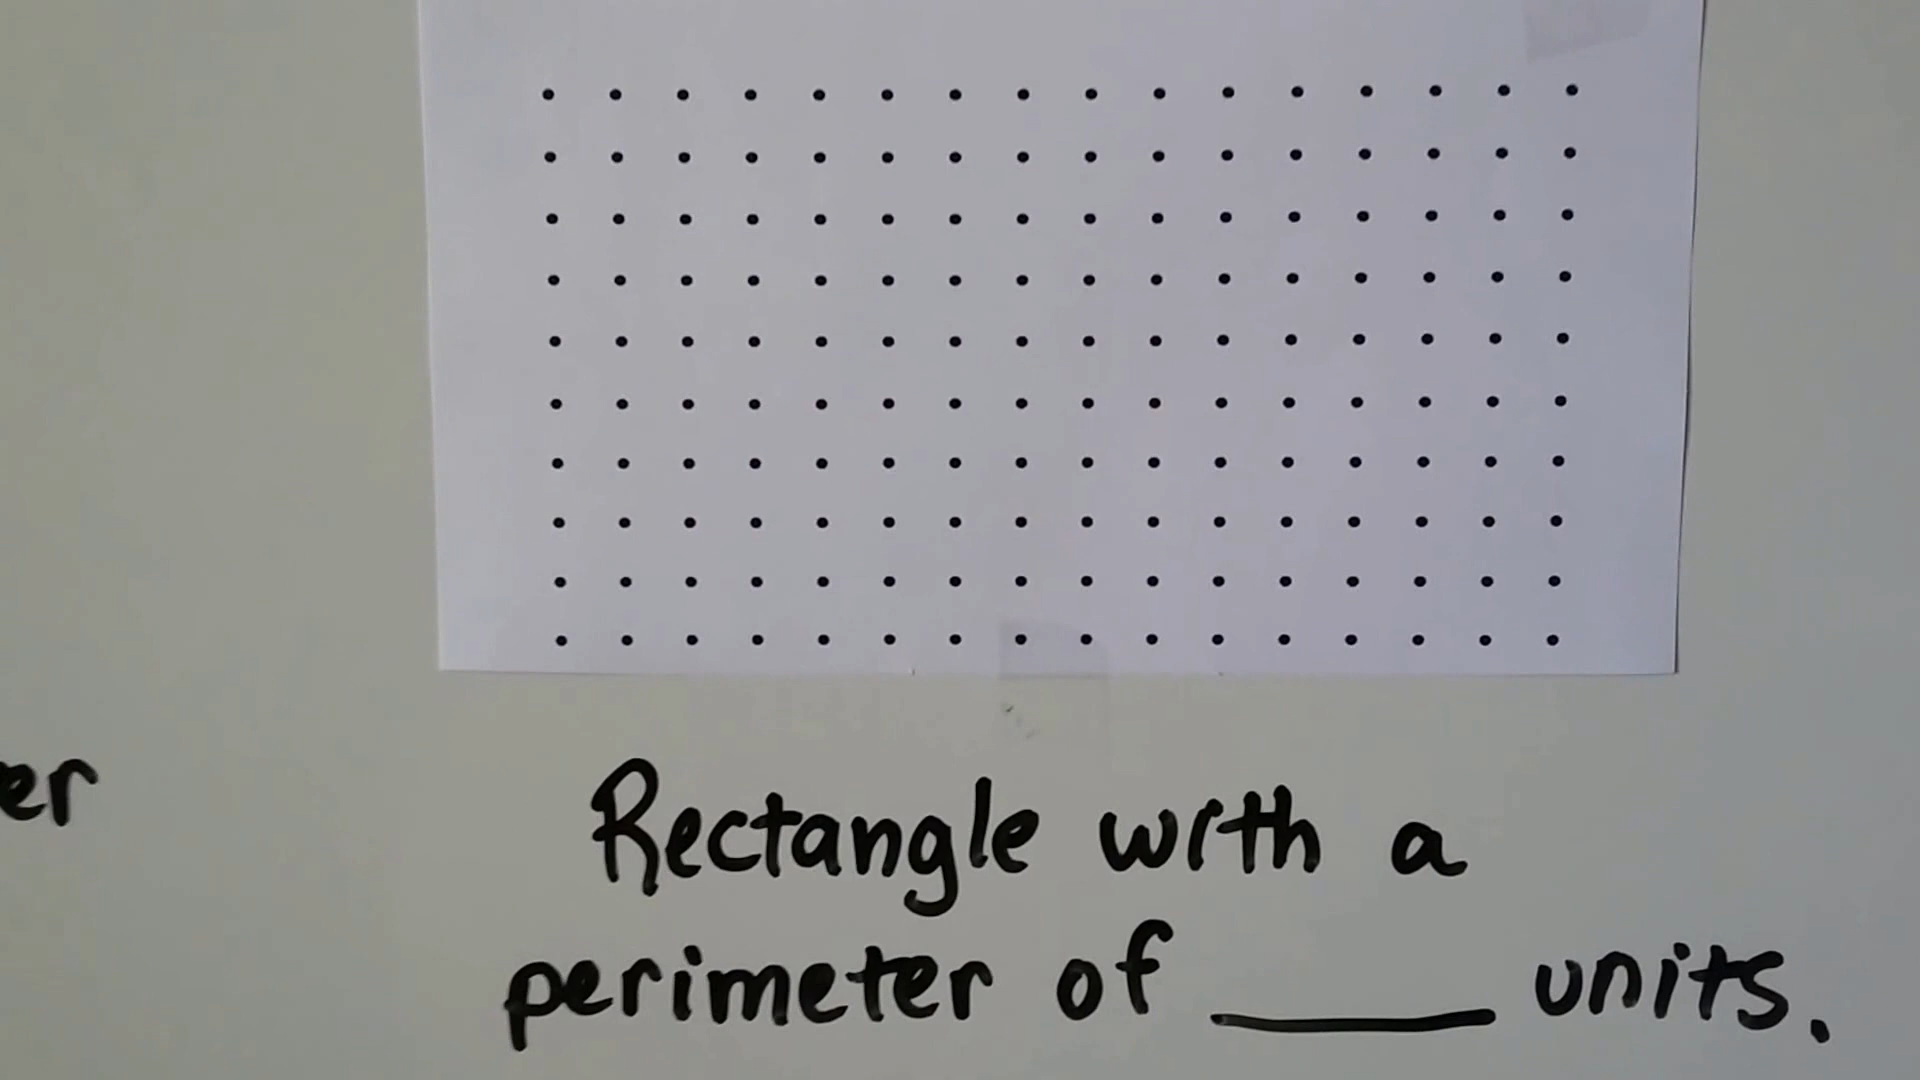 er
Rectangle with a
perimeter of ____ units.